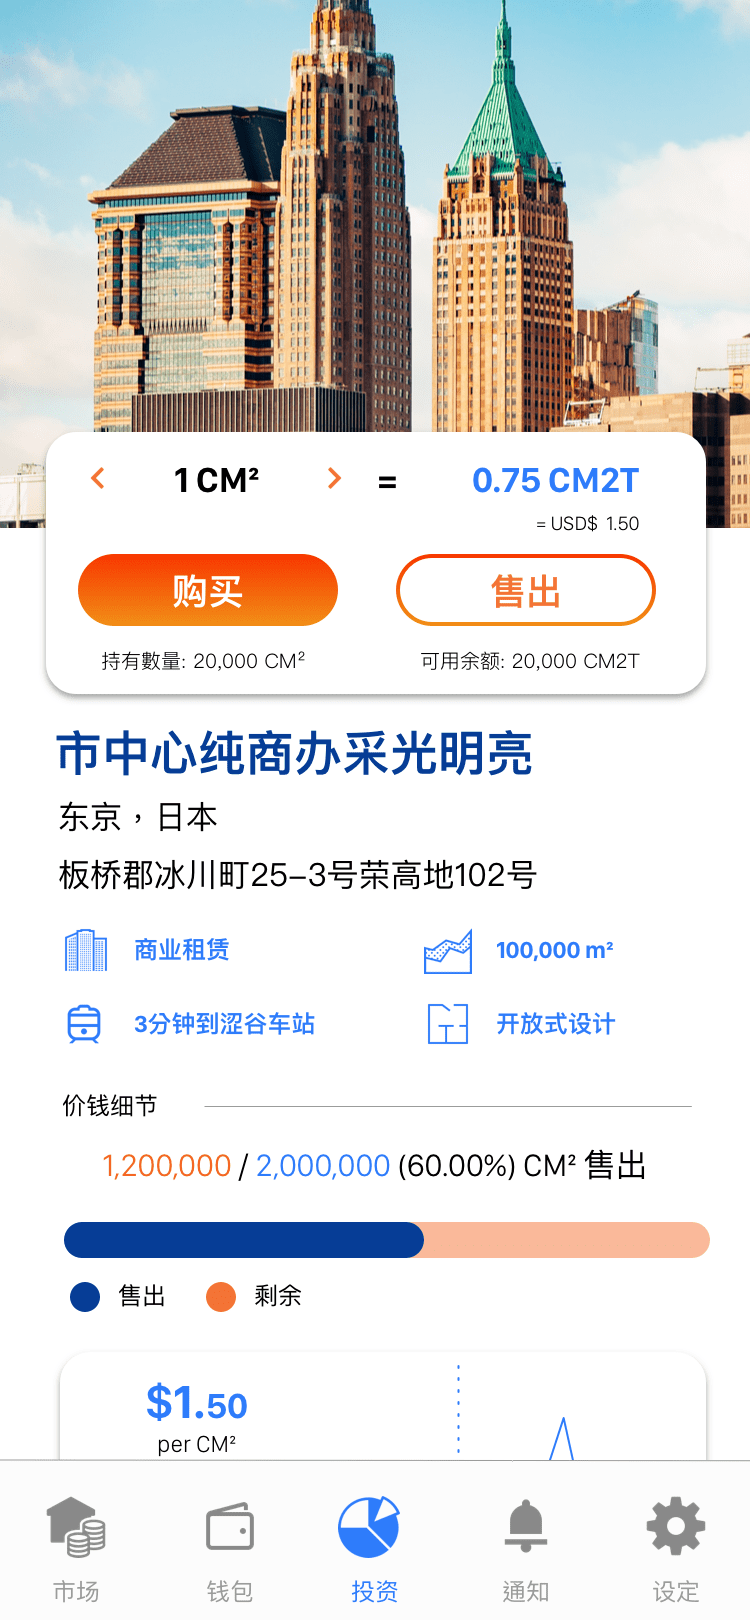 1 CM² = 0.75 CM2T
= USD$ 1.50
购买
售出
持有數量: 20,000 CM²
可用余额: 20,000 CM2T
市中心纯商办采光明亮
东京，日本
板桥郡冰川町25-3号荣高地102号
商业租赁
100,000 m²
3分钟到涩谷车站
开放式设计
价钱细节
1,200,000 / 2,000,000 (60.00%) CM² 售出
售出
剩余
$1.50
per CM²
市场
钱包
投资
通知
设定